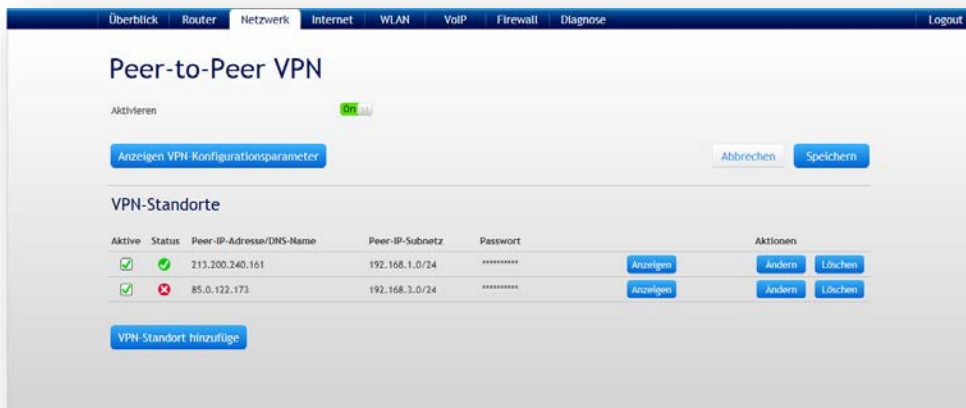 Überblick Router Netzwerk Internet WLAN VoIP Firewall Diagnose Logout
Peer-to-Peer VPN
Aktivieren On
Anzeigen VPN-Konfigurationsparameter Abbrechen Speichern
VPN-Standorte
Aktive Status Peer-IP-Adresse/DNS-Name Peer-IP-Subnetz Passwort Aktionen
213.200.240.161 192.168.1.0/24 ********** Anzeigen Ändern Löschen
85.0.122.173 192.168.3.0/24 ********** Anzeigen Ändern Löschen
VPN-Standort hinzufüge